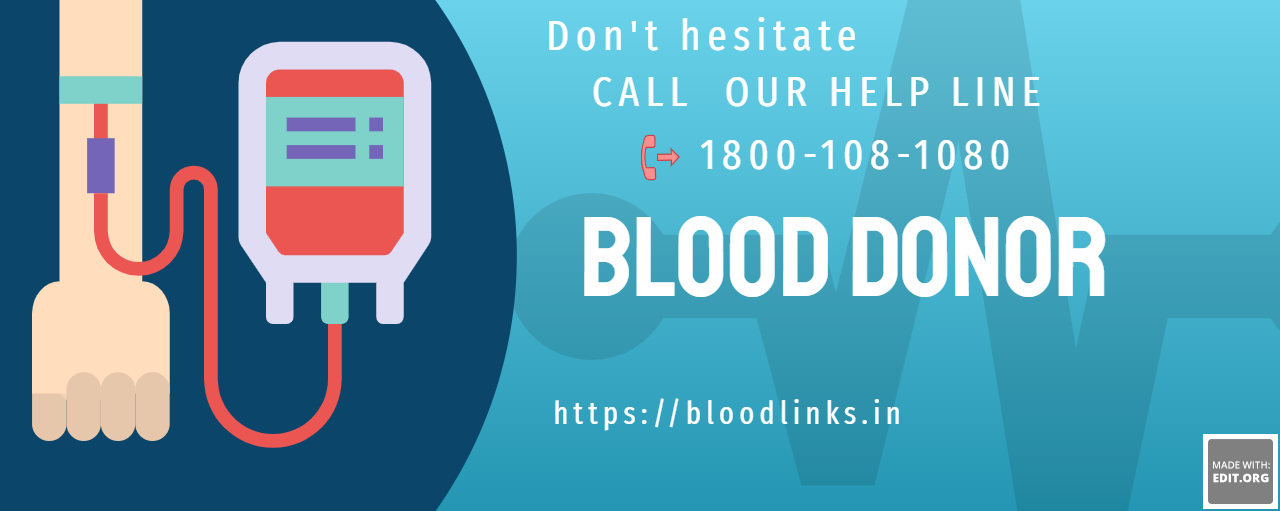 Don't hesitate
CALL OUR HELP LINE
1800-108-1080
BLOOD DONOR
https://bloodlinks.in
MADE WITH:
EDIT.ORG